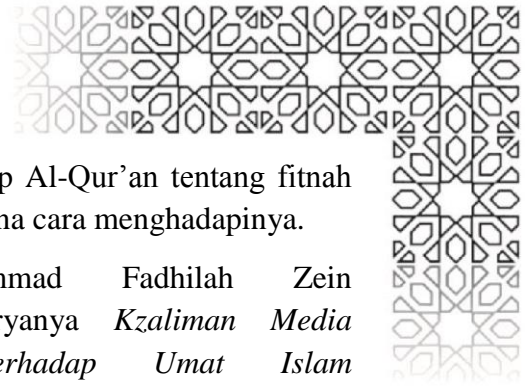 p Al-Qur’an tentang fitnah
na cara menghadapinya.
mmad Fadhilah Zein
ryanya Kzaliman Media
erhadap Umat Islam